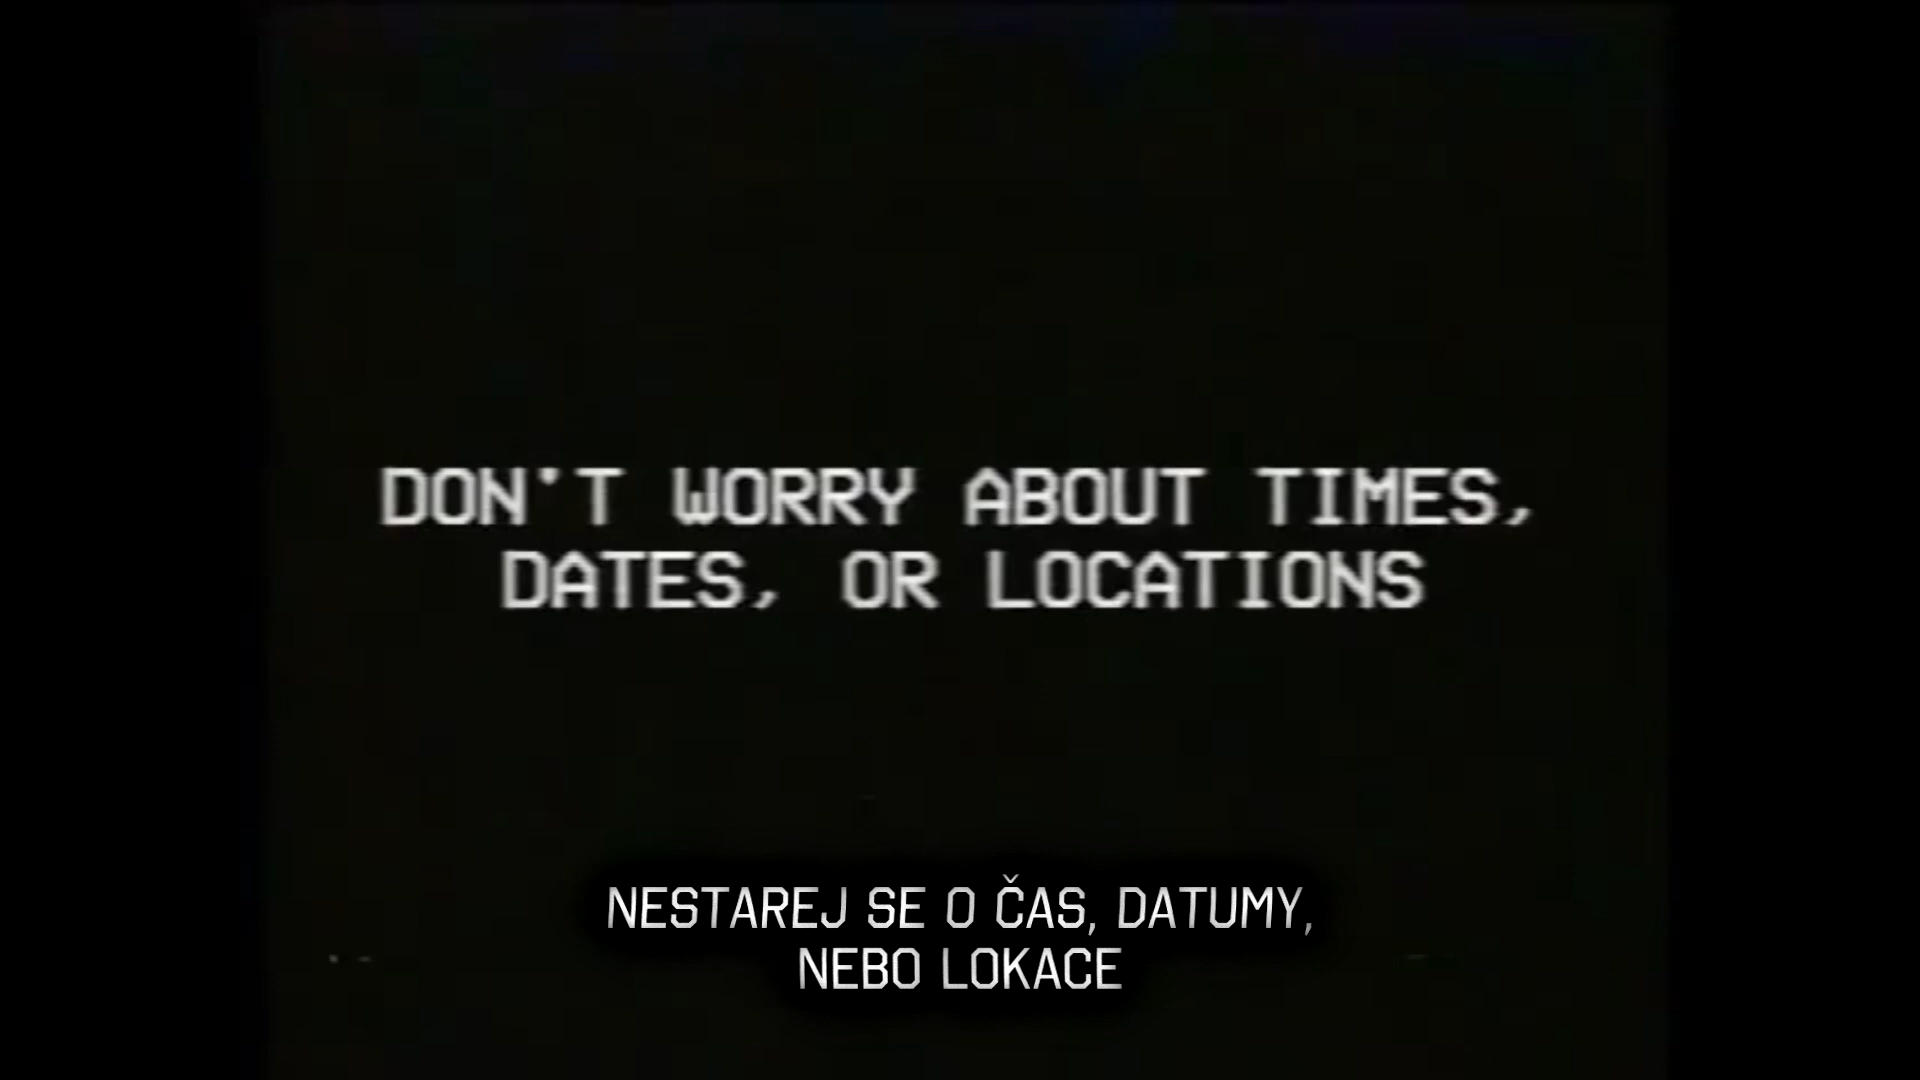 DON'T WORRY ABOUT TIMES,
DATES, OR LOCATIONS
NESTAREJ SE O ČAS, DATUMY,
NEBO LOKACE